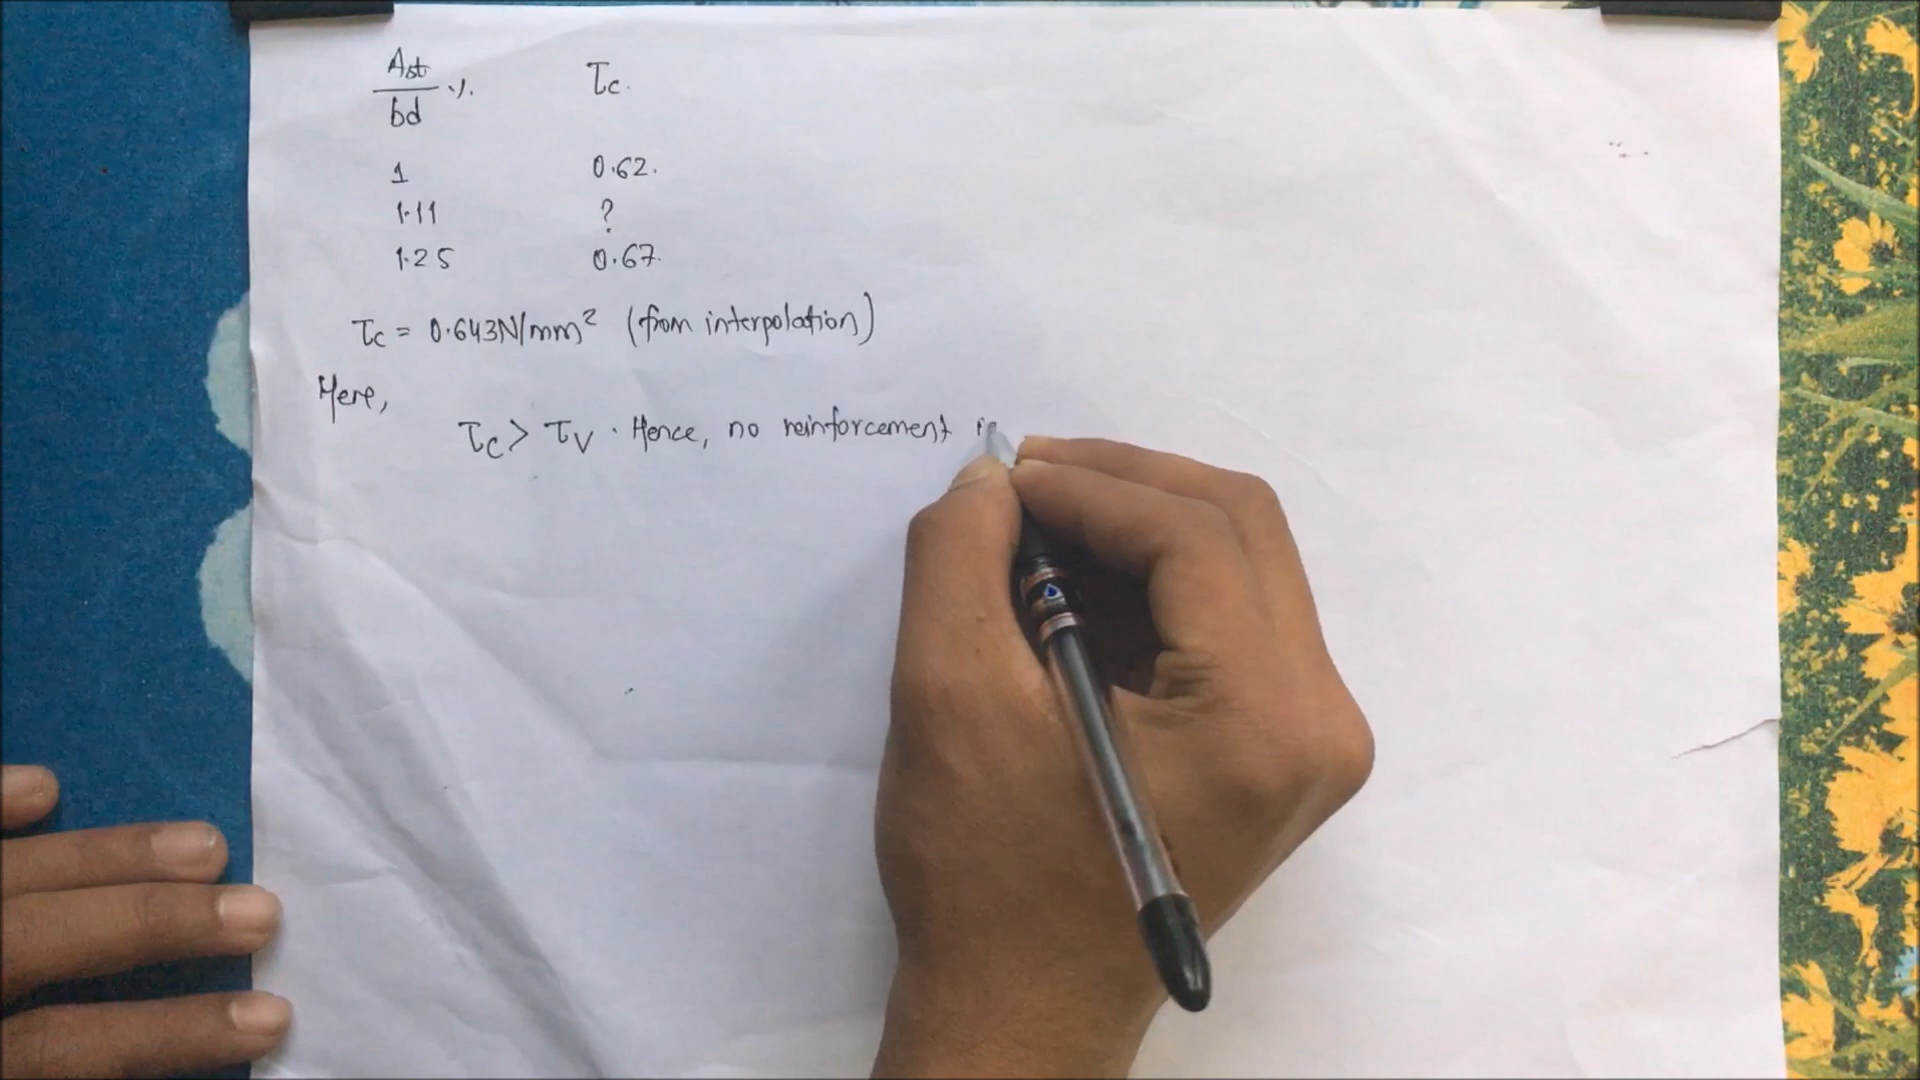 Ast/bd % τc.
1 0.62.
1.11 ?
1.25 0.67.
τc = 0.643N/mm² (from interpolation)
Here,
τc > τv . Hence, no reinforcement is